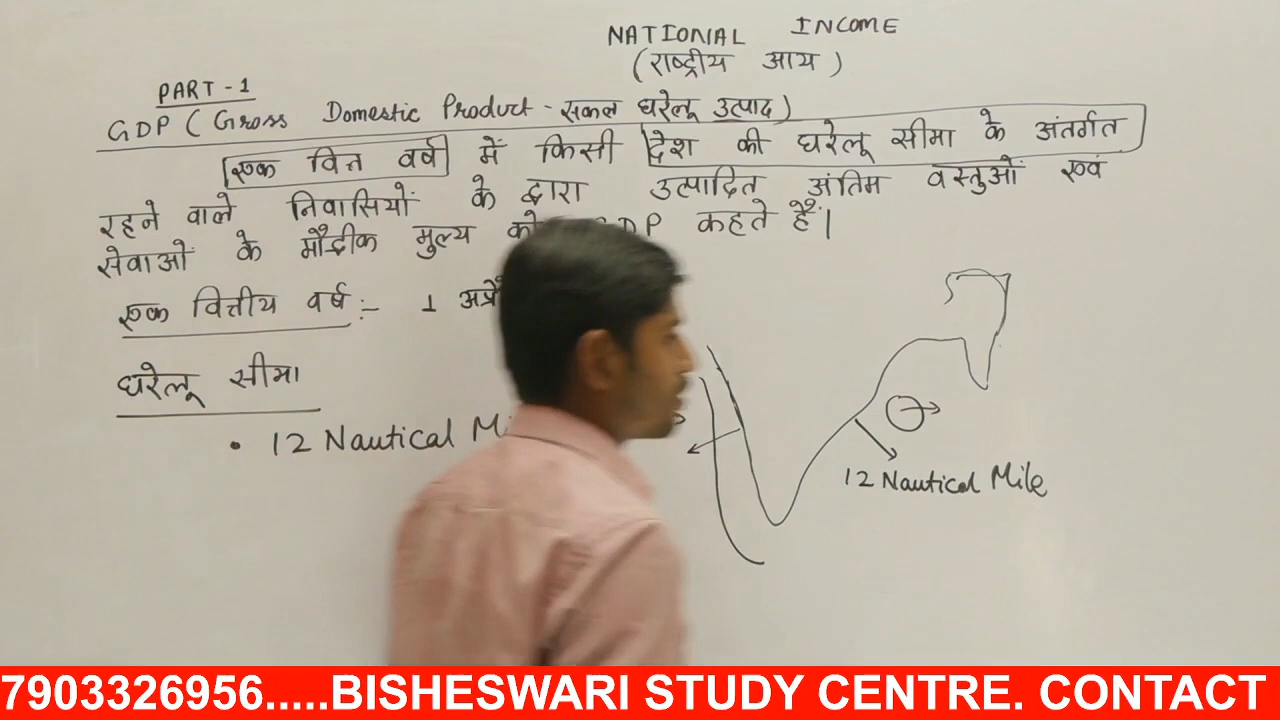 NATIONAL INCOME
(राष्ट्रीय आय)
PART-1
GDP (Gross Domestic Product - सकल घरेलू उत्पाद)
एक वित्त वर्ष में किसी देश की घरेलू सीमा के अंतर्गत
रहने वाले निवासियों के द्वारा उत्पादित अंतिम वस्तुओं एवं
सेवाओं के मौद्रीक मुल्य को GDP कहते हैं।
एक वित्तीय वर्ष :- 1
घरेलू सीमा
• 12 Nautical
12 Nautical Mile
7903326956.....BISHESWARI STUDY CENTRE. CONTACT